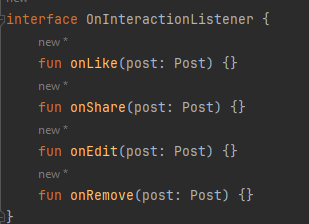 interface OnInteractionListener {
new *
fun onLike(post: Post) {}
new *
fun onShare(post: Post) {}
new *
fun onEdit(post: Post) {}
new *
fun onRemove(post: Post) {}
}